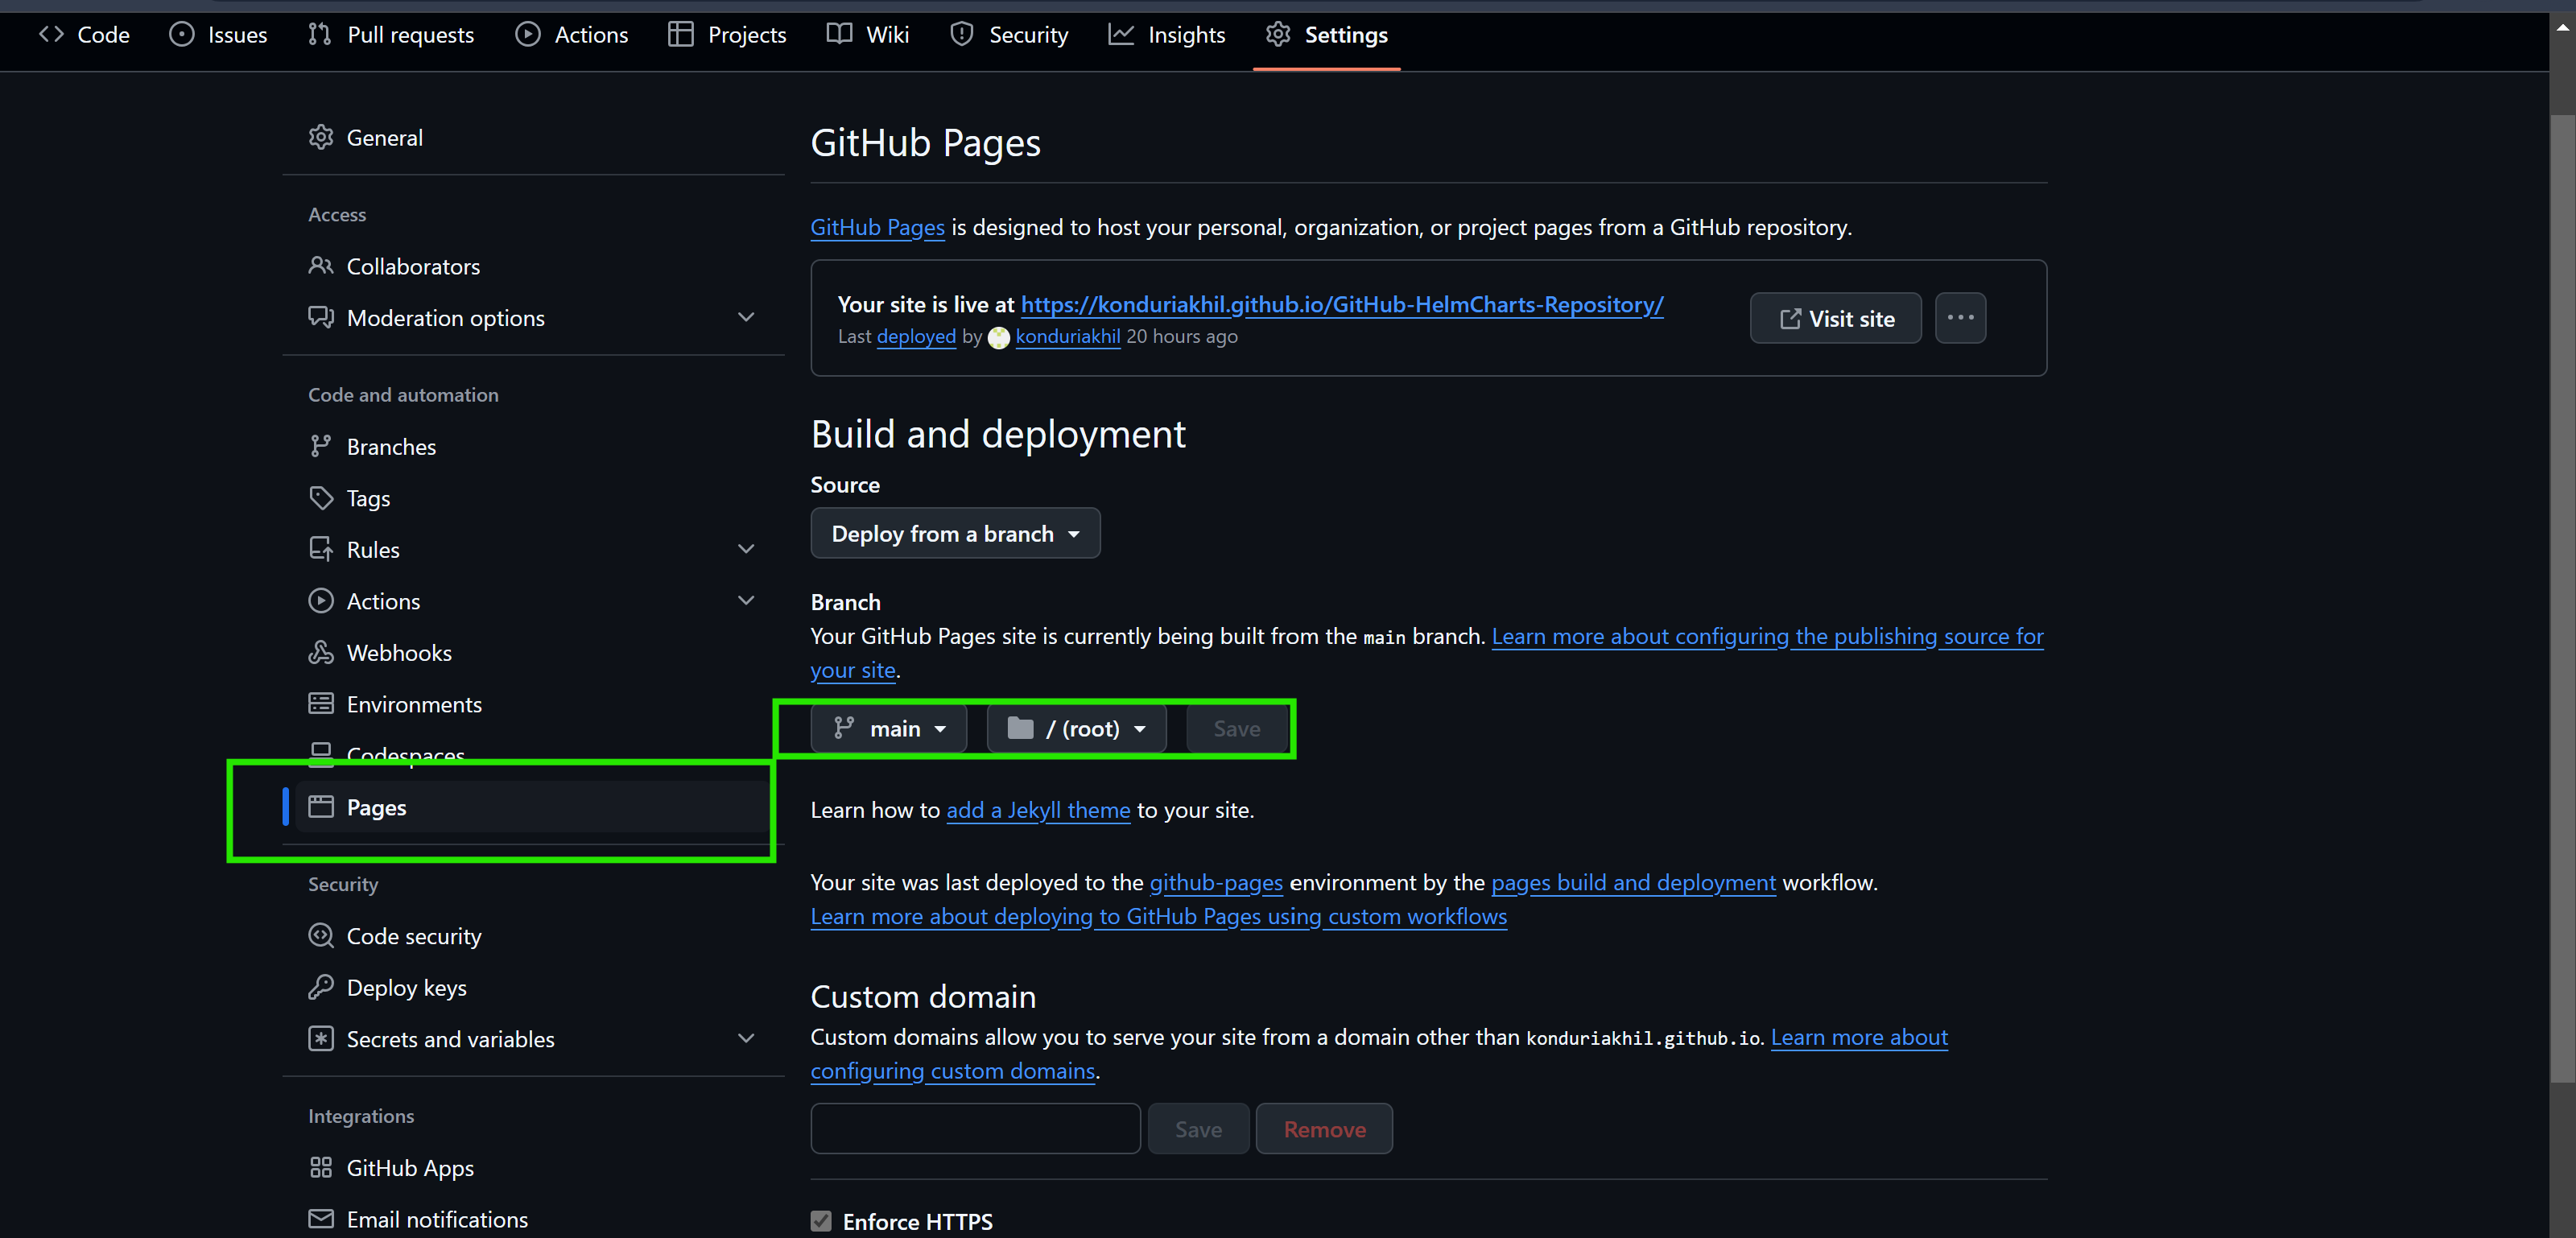 Code Issues Pull requests Actions Projects Wiki Security Insights Settings
General
Access
Collaborators
Moderation options
Code and automation
Branches
Tags
Rules
Actions
Webhooks
Environments
Codespaces
Pages
Security
Code security
Deploy keys
Secrets and variables
Integrations
GitHub Apps
Email notifications
GitHub Pages
GitHub Pages is designed to host your personal, organization, or project pages from a GitHub repository.
Your site is live at https://konduriakhil.github.io/GitHub-HelmCharts-Repository/
Last deployed by konduriakhil 20 hours ago
Visit site
Build and deployment
Source
Deploy from a branch
Branch
Your GitHub Pages site is currently being built from the main branch. Learn more about configuring the publishing source for
your site.
main / (root) Save
Learn how to add a Jekyll theme to your site.
Your site was last deployed to the github-pages environment by the pages build and deployment workflow.
Learn more about deploying to GitHub Pages using custom workflows
Custom domain
Custom domains allow you to serve your site from a domain other than konduriakhil.github.io. Learn more about
configuring custom domains.
Save Remove
Enforce HTTPS